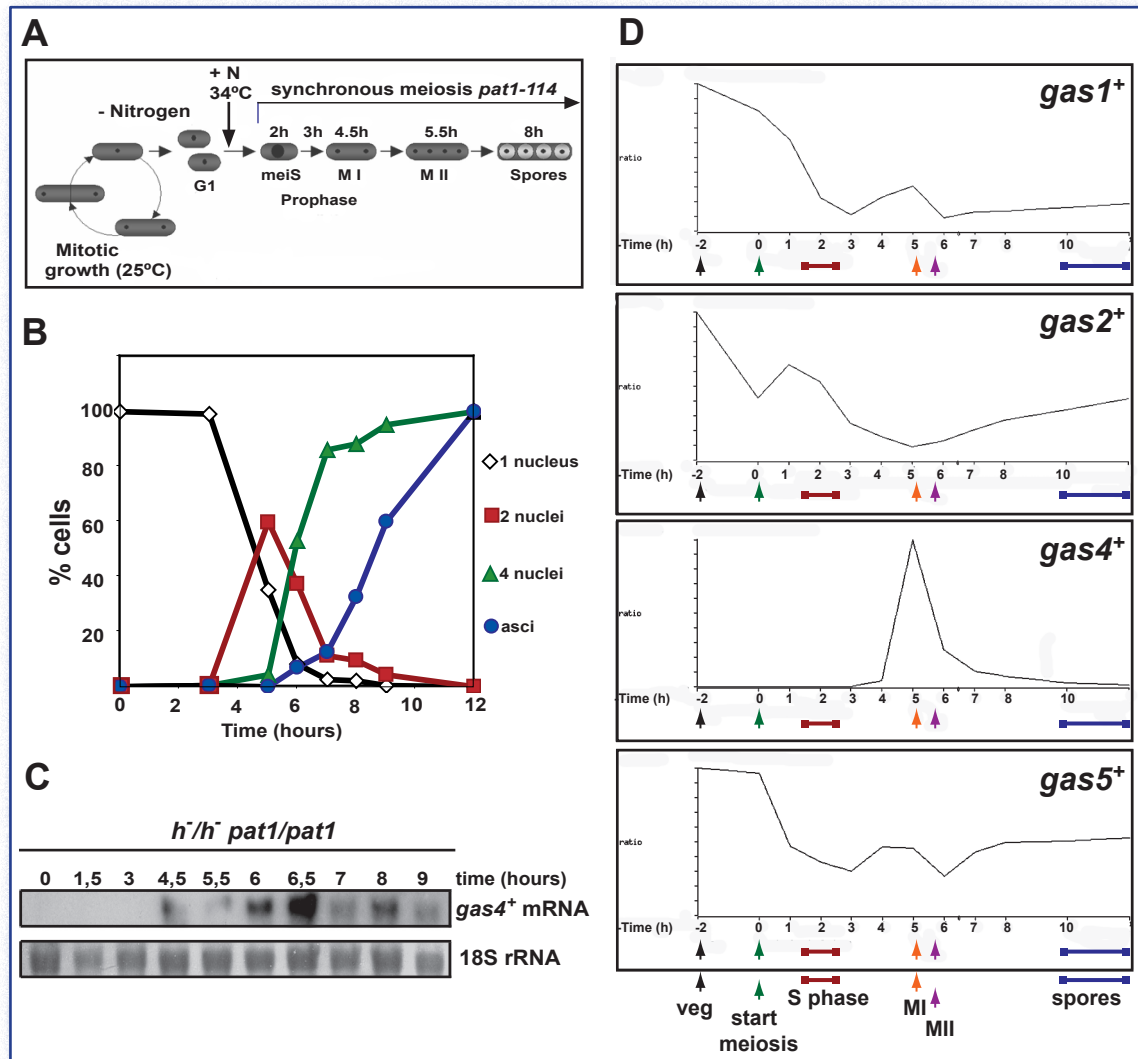 A
+ N
34ºC
synchronous meiosis pat1-114
- Nitrogen
2h 3h 4.5h 5.5h 8h
G1
meiS M I M II Spores
Prophase
Mitotic
growth (25ºC)
B
100
80
60
40
20
% cells
0 2 4 6 8 10 12
Time (hours)
1 nucleus
2 nuclei
4 nuclei
asci
C
h-/h- pat1/pat1
0 1,5 3 4,5 5,5 6 6,5 7 8 9 time (hours)
gas4+ mRNA
18S rRNA
D
gas1+
ratio
-Time (h) -2 0 1 2 3 4 5 6 7 8 10
gas2+
ratio
-Time (h) -2 0 1 2 3 4 5 6 7 8 10
gas4+
ratio
-Time (h) -2 0 1 2 3 4 5 6 7 8 10
gas5+
ratio
-Time (h) -2 0 1 2 3 4 5 6 7 8 10
veg
start
meiosis
S phase
MI
MII
spores